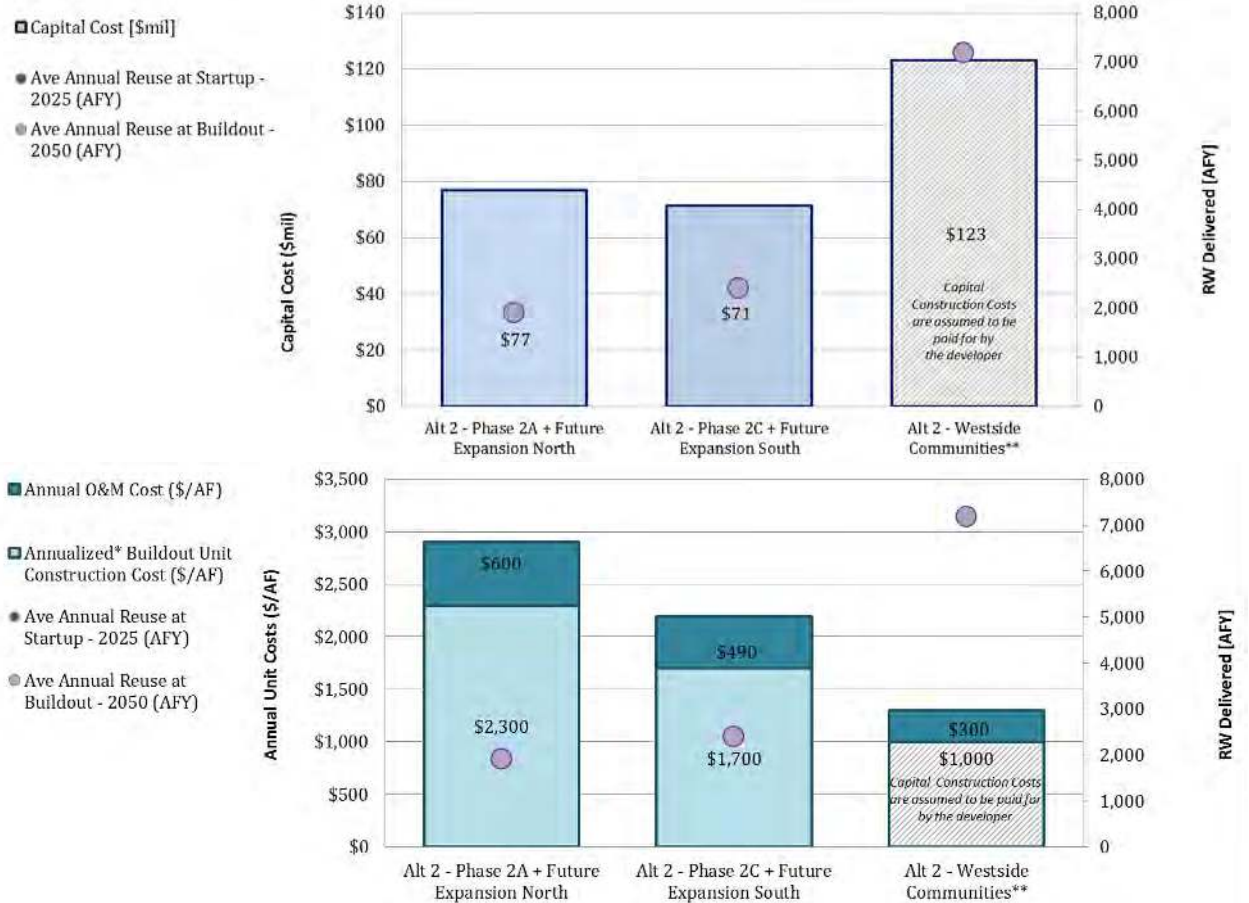 Capital Cost [$mil]
Ave Annual Reuse at Startup -
2025 (AFY)
Ave Annual Reuse at Buildout -
2050 (AFY)
Capital Cost ($mil)
$140
$120
$100
$80
$60
$40
$20
$0
$77
$71
$123
Capital
Construction Costs
are assumed to be
paid for by
the developer
8,000
7,000
6,000
5,000
4,000
3,000
2,000
1,000
0
RW Delivered [AFY]
Alt 2 - Phase 2A + Future
Expansion North
Alt 2 - Phase 2C + Future
Expansion South
Alt 2 - Westside
Communities**
Annual O&M Cost ($/AF)
Annualized* Buildout Unit
Construction Cost ($/AF)
Ave Annual Reuse at
Startup - 2025 (AFY)
Ave Annual Reuse at
Buildout - 2050 (AFY)
Annual Unit Costs ($/AF)
$3,500
$3,000
$2,500
$2,000
$1,500
$1,000
$500
$0
$600
$2,300
$490
$1,700
$300
$1,000
Capital Construction Costs
are assumed to be paid for
by the developer
8,000
7,000
6,000
5,000
4,000
3,000
2,000
1,000
0
RW Delivered [AFY]
Alt 2 - Phase 2A + Future
Expansion North
Alt 2 - Phase 2C + Future
Expansion South
Alt 2 - Westside
Communities**